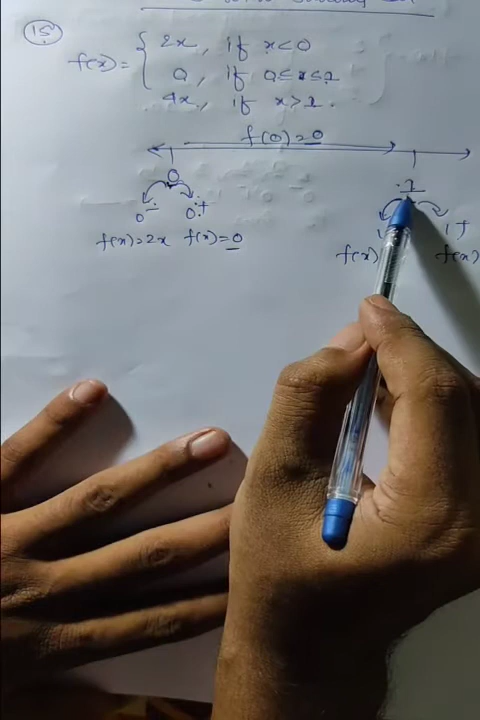 15
f(x) = { 2x, if x<0
0, if 0≤x≤1
4x, if x>1.
f(0)=0
0 1
0- 0+ 1 1+
f(x)=2x f(x)=0 f(x) f(x)